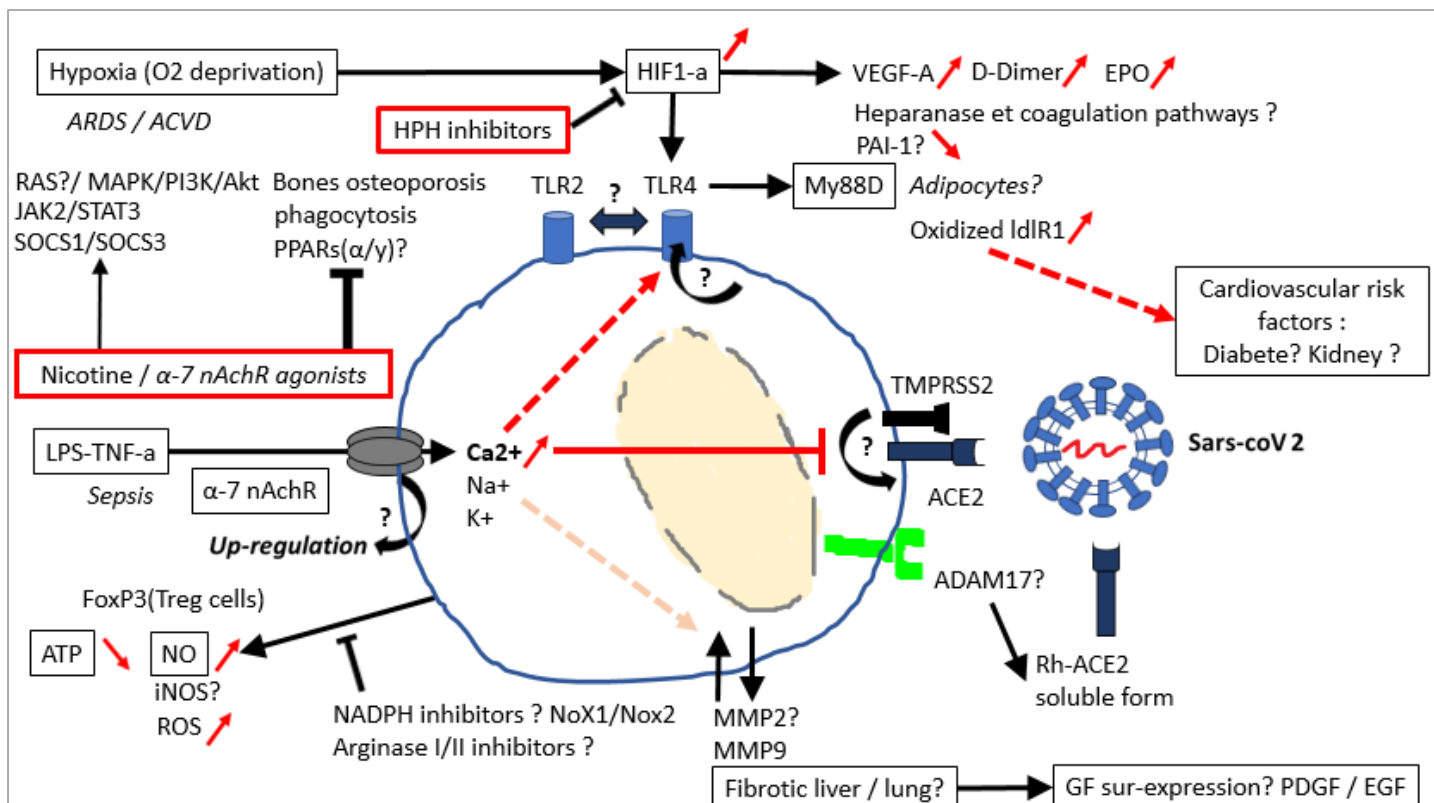 Hypoxia (O2 deprivation)
ARDS / ACVD
HPH inhibitors
HIF1-a
VEGF-A
D-Dimer
EPO
Heparanase et coagulation pathways ?
PAI-1?
RAS?/ MAPK/PI3K/Akt
JAK2/STAT3
SOCS1/SOCS3
Bones osteoporosis
phagocytosis
PPARs(α/γ)?
TLR2
?
TLR4
My88D
Adipocytes?
Oxidized ldlR1
?
Cardiovascular risk
factors :
Diabete? Kidney ?
Nicotine / α-7 nAchR agonists
LPS-TNF-a
Sepsis
α-7 nAchR
?
Up-regulation
Ca2+
Na+
K+
TMPRSS2
?
ACE2
Sars-coV 2
ADAM17?
Rh-ACE2
soluble form
FoxP3(Treg cells)
ATP
NO
iNOS?
ROS
NADPH inhibitors ? NoX1/Nox2
Arginase I/II inhibitors ?
MMP2?
MMP9
Fibrotic liver / lung?
GF sur-expression? PDGF / EGF